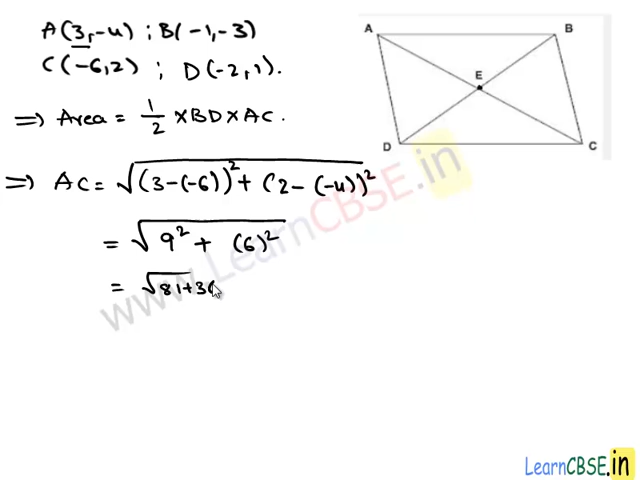 A(3,-4) ; B(-1,-3)
C(-6,2) ; D(-2,1).
⇒ Area = 1/2 × BD × AC.
⇒ AC = √((3-(-6))² + (2-(-4))²
= √(9² + (6)²
= √81+36
A
B
E
D
C
www.LearnCBSE.in
LearnCBSE.in